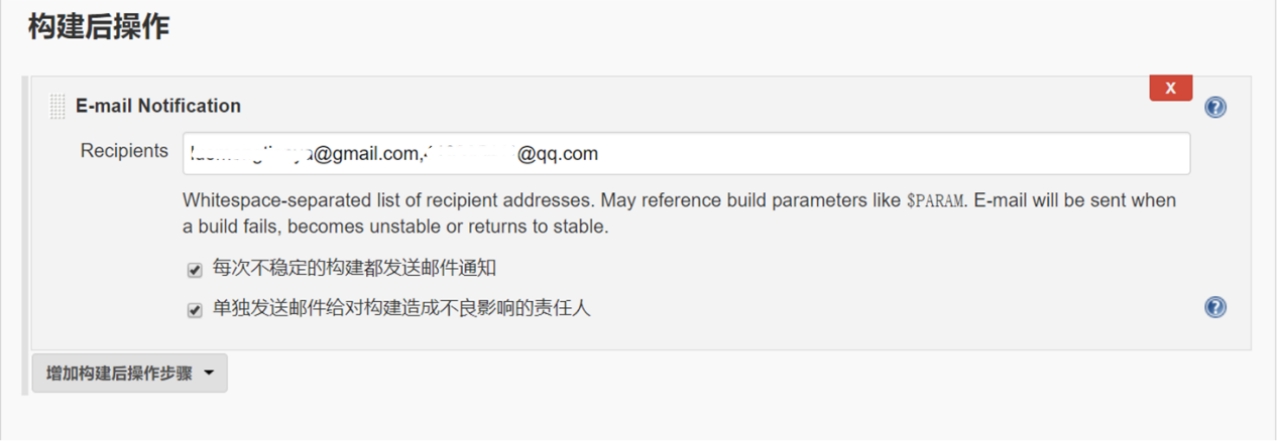 构建后操作
X
E-mail Notification
Recipients
@gmail.com, @qq.com
Whitespace-separated list of recipient addresses. May reference build parameters like $PARAM. E-mail will be sent when
a build fails, becomes unstable or returns to stable.
每次不稳定的构建都发送邮件通知
单独发送邮件给对构建造成不良影响的责任人
增加构建后操作步骤